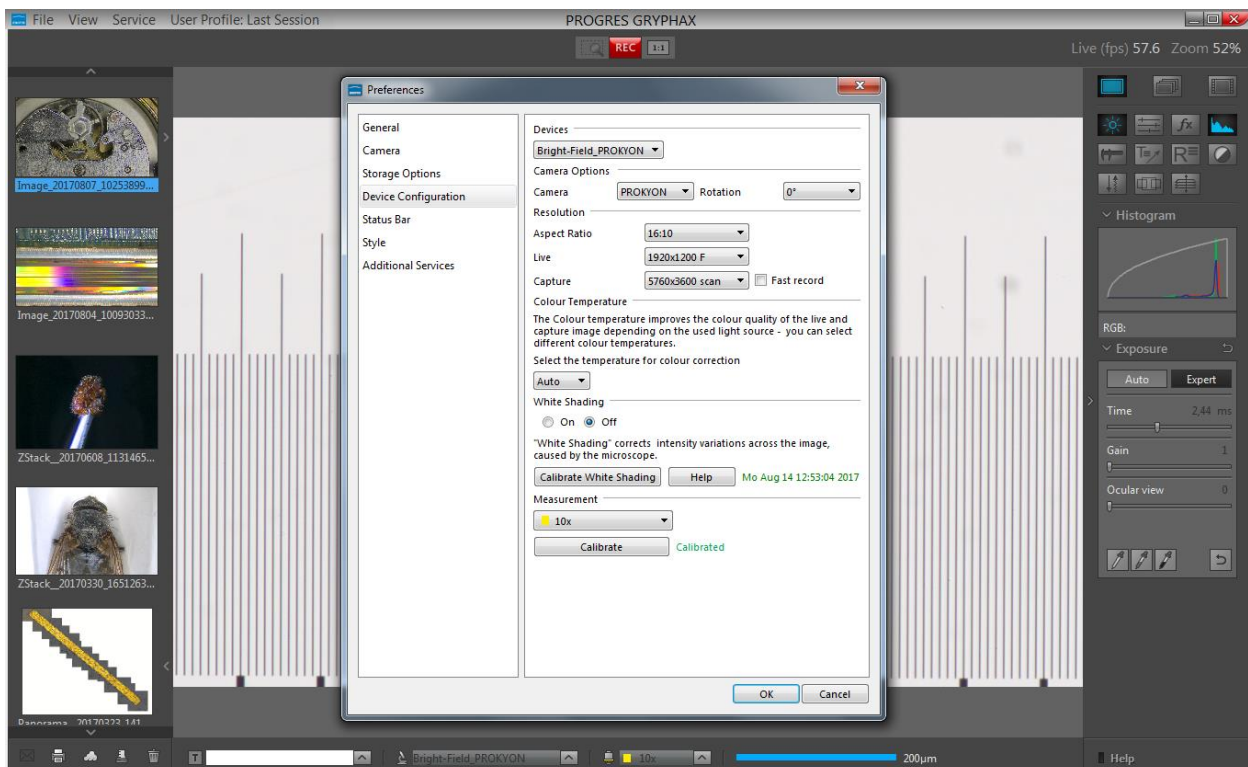 File View Service User Profile: Last Session
PROGRES GRYPHAX
REC
1:1
Live (fps) 57.6 Zoom 52%
Image_20170807_10253899...
Image_20170804_10093033...
ZStack_20170608_1131465...
ZStack_20170330_1651263...
Panorama_20170323_141
Preferences
General
Camera
Storage Options
Device Configuration
Status Bar
Style
Additional Services
Devices
Bright-Field_PROKYON
Camera Options
Camera PROKYON Rotation 0°
Resolution
Aspect Ratio 16:10
Live 1920x1200 F
Capture 5760x3600 scan Fast record
Colour Temperature
The Colour temperature improves the colour quality of the live and
capture image depending on the used light source - you can select
different colour temperatures.
Select the temperature for colour correction
Auto
White Shading
On Off
"White Shading" corrects intensity variations across the image,
caused by the microscope.
Calibrate White Shading Help Mo Aug 14 12:53:04 2017
Measurement
10x
Calibrate Calibrated
OK Cancel
fx
Histogram
RGB:
Exposure
Auto Expert
Time 2,44 ms
Gain 1
Ocular view 0
T
Bright-Field_PROKYON
10x
200µm
Help